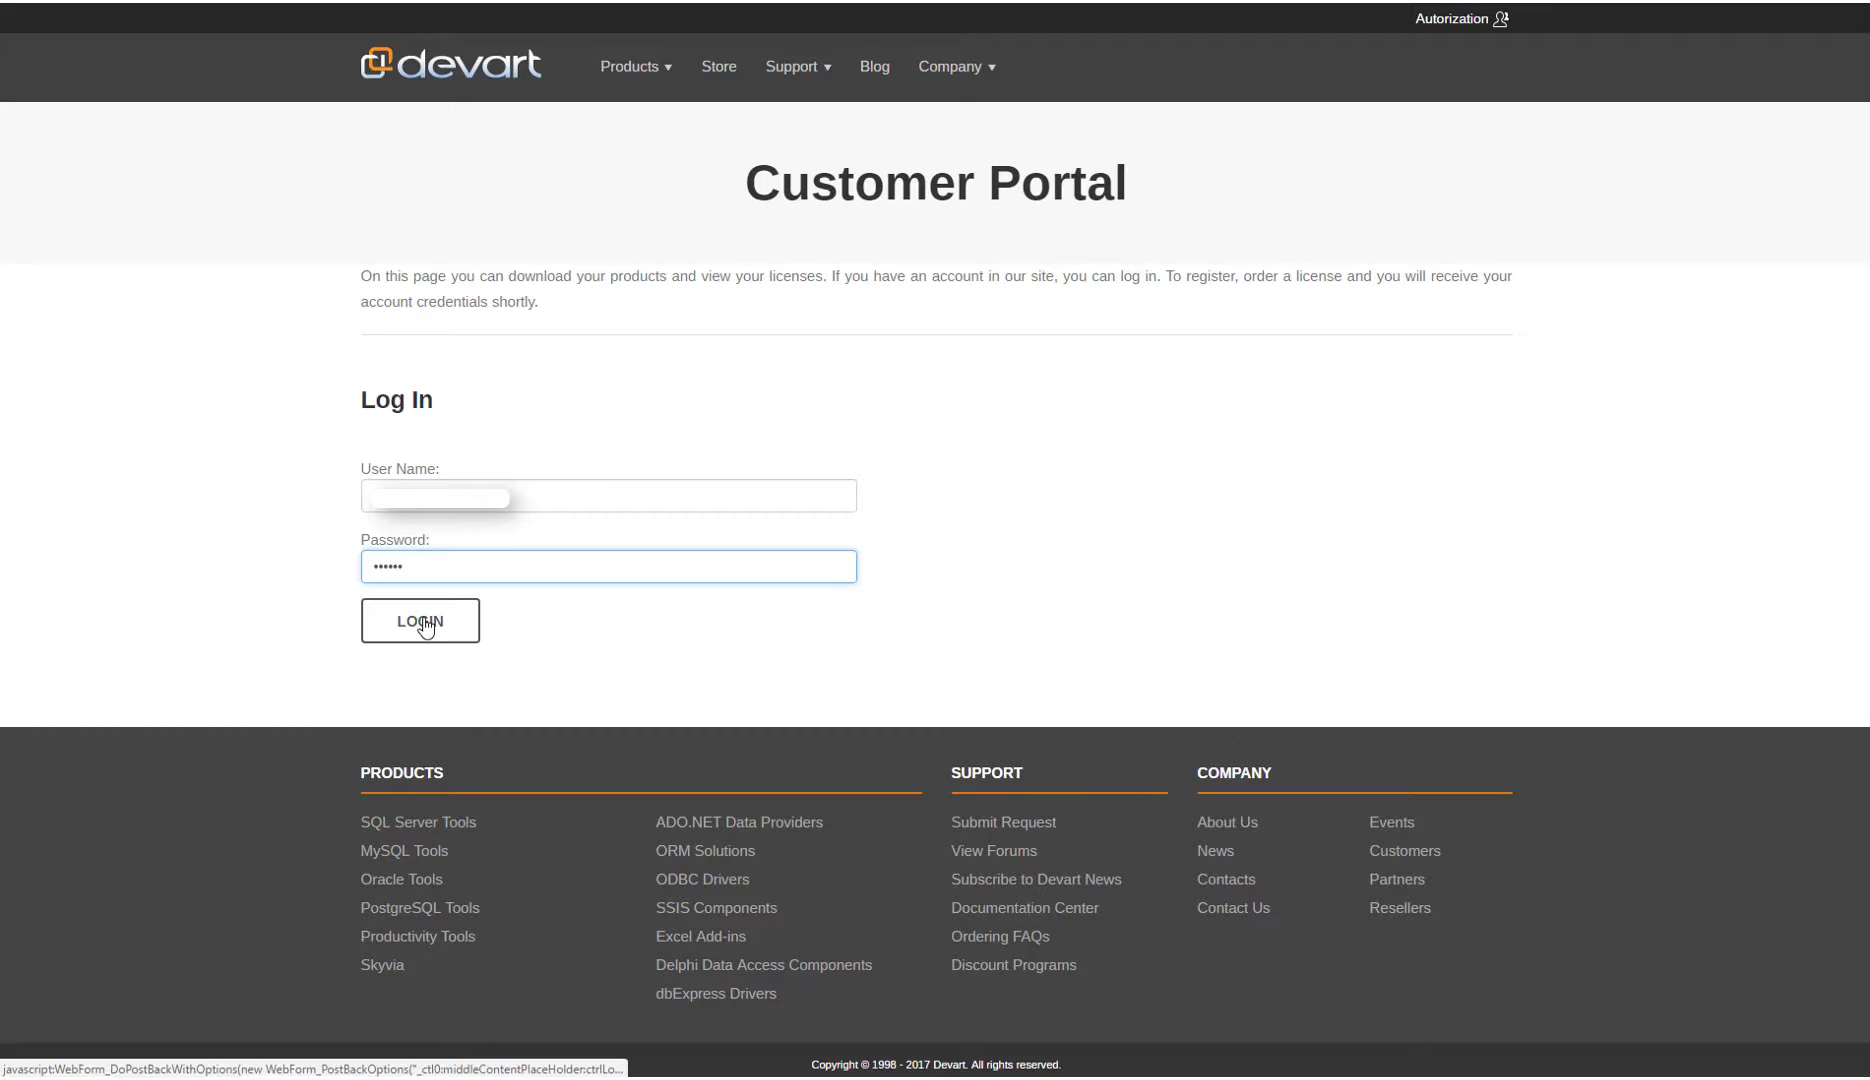 Autorization
devart
Products ▾ Store Support ▾ Blog Company ▾
Customer Portal
On this page you can download your products and view your licenses. If you have an account in our site, you can log in. To register, order a license and you will receive your
account credentials shortly.
Log In
User Name:
Password:
••••••
LOGIN
PRODUCTS
SQL Server Tools
MySQL Tools
Oracle Tools
PostgreSQL Tools
Productivity Tools
Skyvia
ADO.NET Data Providers
ORM Solutions
ODBC Drivers
SSIS Components
Excel Add-ins
Delphi Data Access Components
dbExpress Drivers
SUPPORT
Submit Request
View Forums
Subscribe to Devart News
Documentation Center
Ordering FAQs
Discount Programs
COMPANY
About Us
News
Contacts
Contact Us
Events
Customers
Partners
Resellers
Copyright © 1998 - 2017 Devart. All rights reserved.
javascript:WebForm_DoPostBackWithOptions(new WebForm_PostBackOptions("_ctl0:middleContentPlaceHolder:ctrlLo...